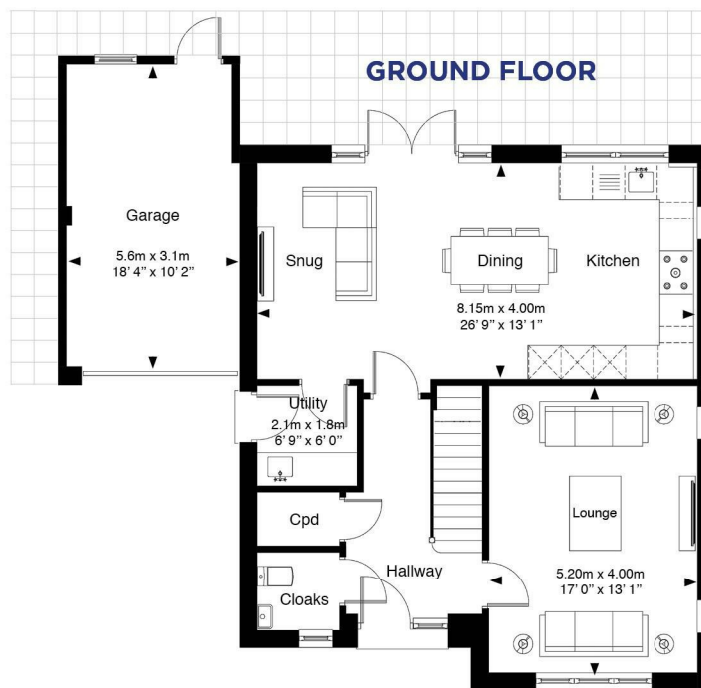 GROUND FLOOR
Garage
5.6m x 3.1m
18' 4" x 10' 2"
Snug
Dining
Kitchen
8.15m x 4.00m
26' 9" x 13' 1"
Utility
2.1m x 1.8m
6' 9" x 6' 0"
Cpd
Cloaks
Hallway
Lounge
5.20m x 4.00m
17' 0" x 13' 1"